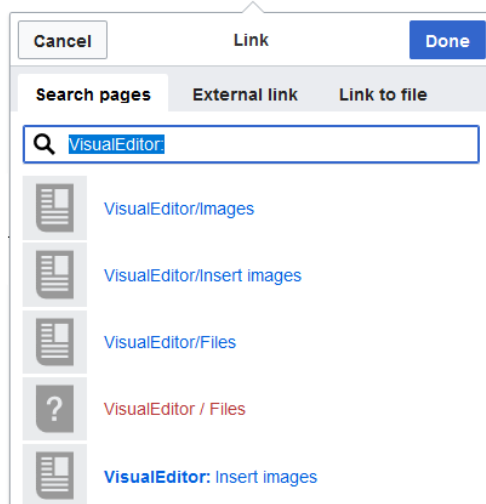 Cancel Link Done
Search pages External link Link to file
VisualEditor:
VisualEditor/Images
VisualEditor/Insert images
VisualEditor/Files
? VisualEditor / Files
VisualEditor: Insert images